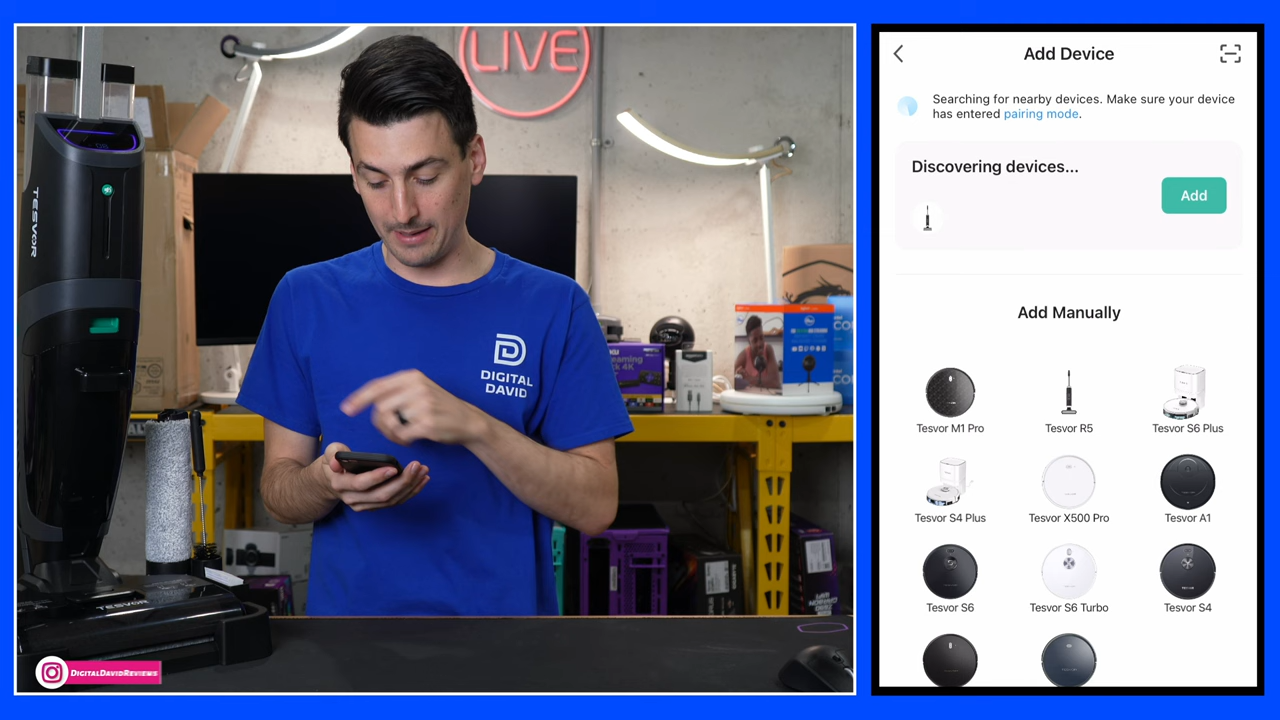 LIVE
TESVOR
DIGITAL
DAVID
TESVOR
DIGITALDAVIDREVIEWS
Add Device
Searching for nearby devices. Make sure your device
has entered pairing mode.
Discovering devices...
Add
Add Manually
Tesvor M1 Pro
Tesvor R5
Tesvor S6 Plus
Tesvor S4 Plus
Tesvor X500 Pro
Tesvor A1
Tesvor S6
Tesvor S6 Turbo
Tesvor S4